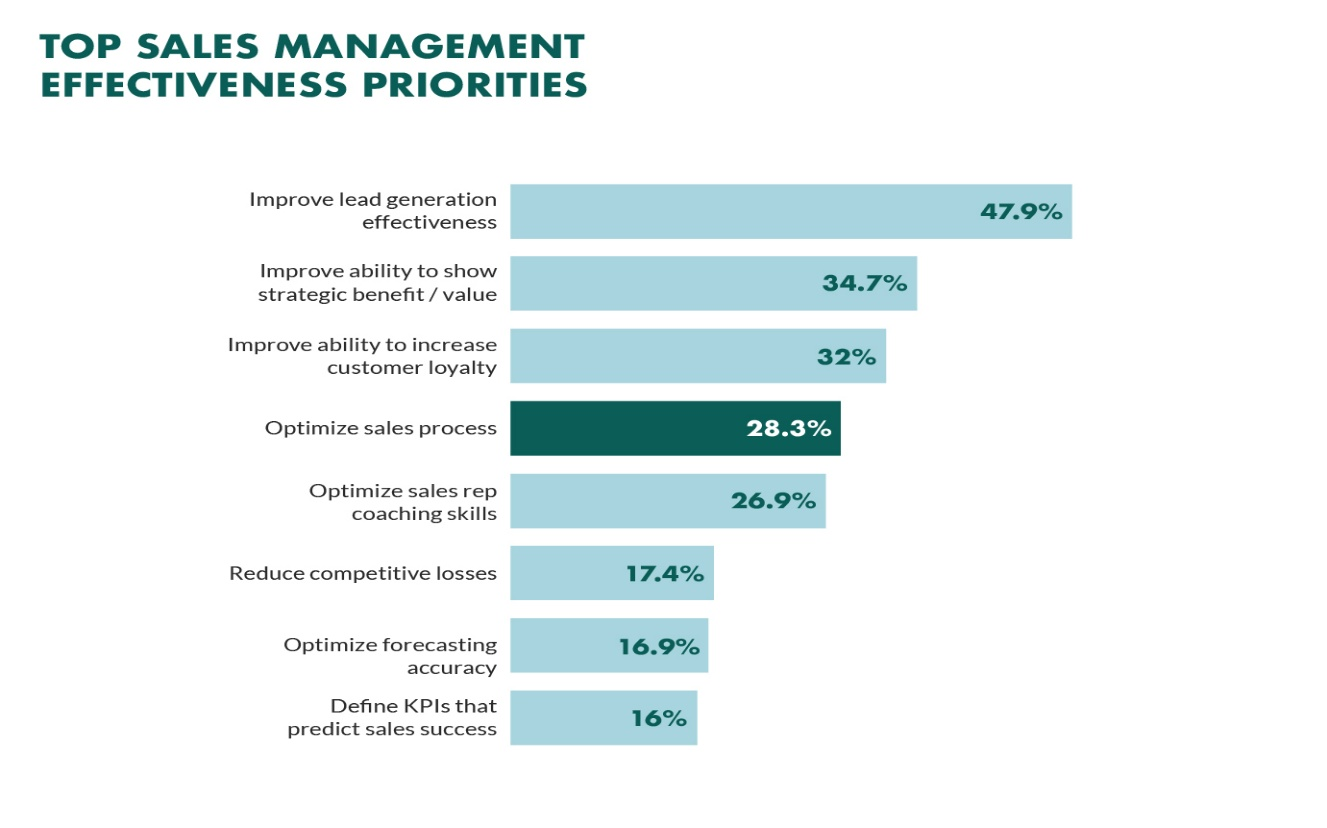 TOP SALES MANAGEMENT
EFFECTIVENESS PRIORITIES
Improve lead generation
effectiveness
47.9%
Improve ability to show
strategic benefit / value
34.7%
Improve ability to increase
customer loyalty
32%
Optimize sales process
28.3%
Optimize sales rep
coaching skills
26.9%
Reduce competitive losses
17.4%
Optimize forecasting
accuracy
16.9%
Define KPIs that
predict sales success
16%